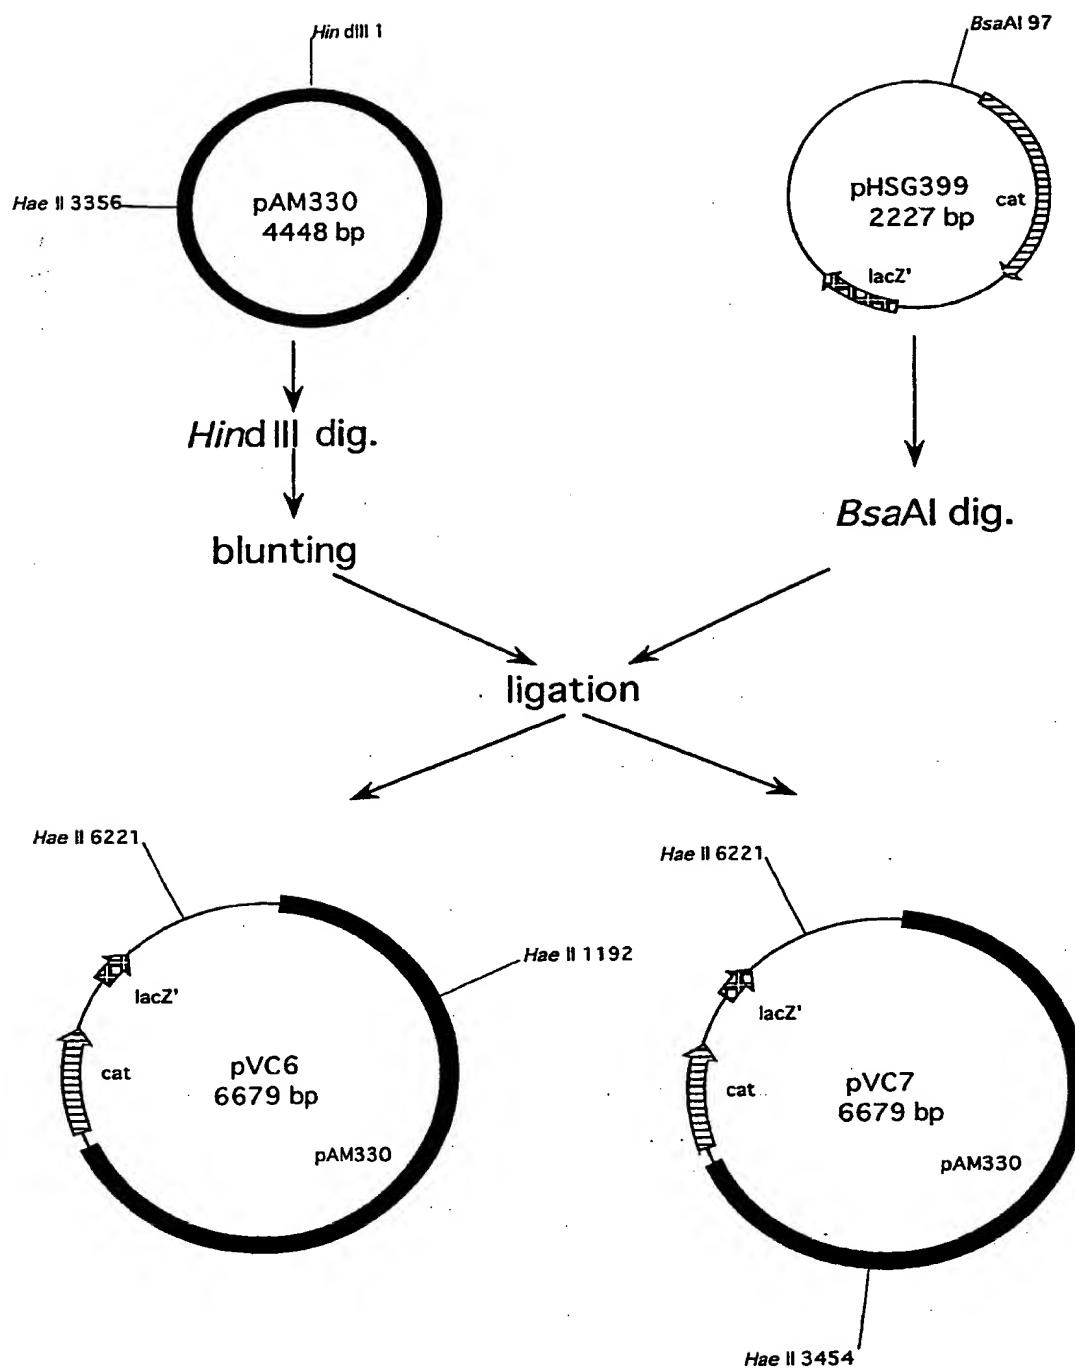 Hin dIII 1
BsaAI 97
Hae II 3356
pAM330
4448 bp
pHSG399
2227 bp
cat
lacZ'
HindIII dig.
BsaAI dig.
blunting
ligation
Hae II 6221
Hae II 6221
Hae II 1192
lacZ'
lacZ'
cat
pVC6
6679 bp
cat
pVC7
6679 bp
pAM330
pAM330
Hae II 3454